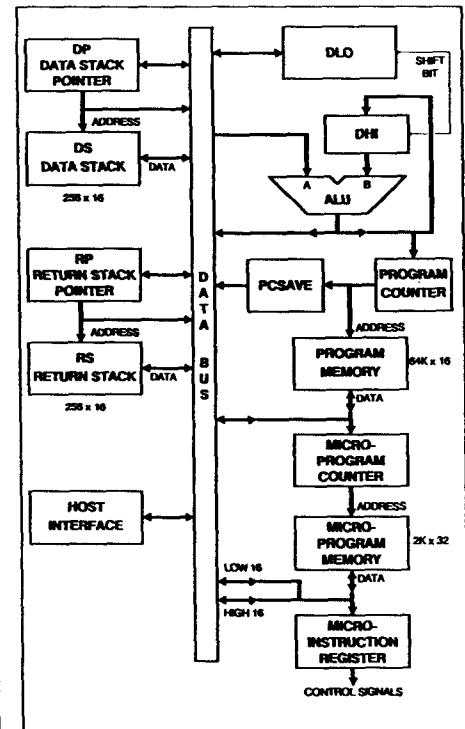 DP
DATA STACK
POINTER
ADDRESS
DS
DATA STACK
DATA
256 x 16
RP
RETURN STACK
POINTER
ADDRESS
RS
RETURN STACK
DATA
256 x 16
HOST
INTERFACE
DATA BUS
DLO
SHIFT
BIT
DHI
A
B
ALU
PROGRAM
COUNTER
PCSAVE
ADDRESS
PROGRAM
MEMORY
64K x 16
DATA
MICRO-
PROGRAM
COUNTER
ADDRESS
MICRO-
PROGRAM
MEMORY
2K x 32
DATA
LOW 16
HIGH 16
MICRO-
INSTRUCTION
REGISTER
CONTROL SIGNALS